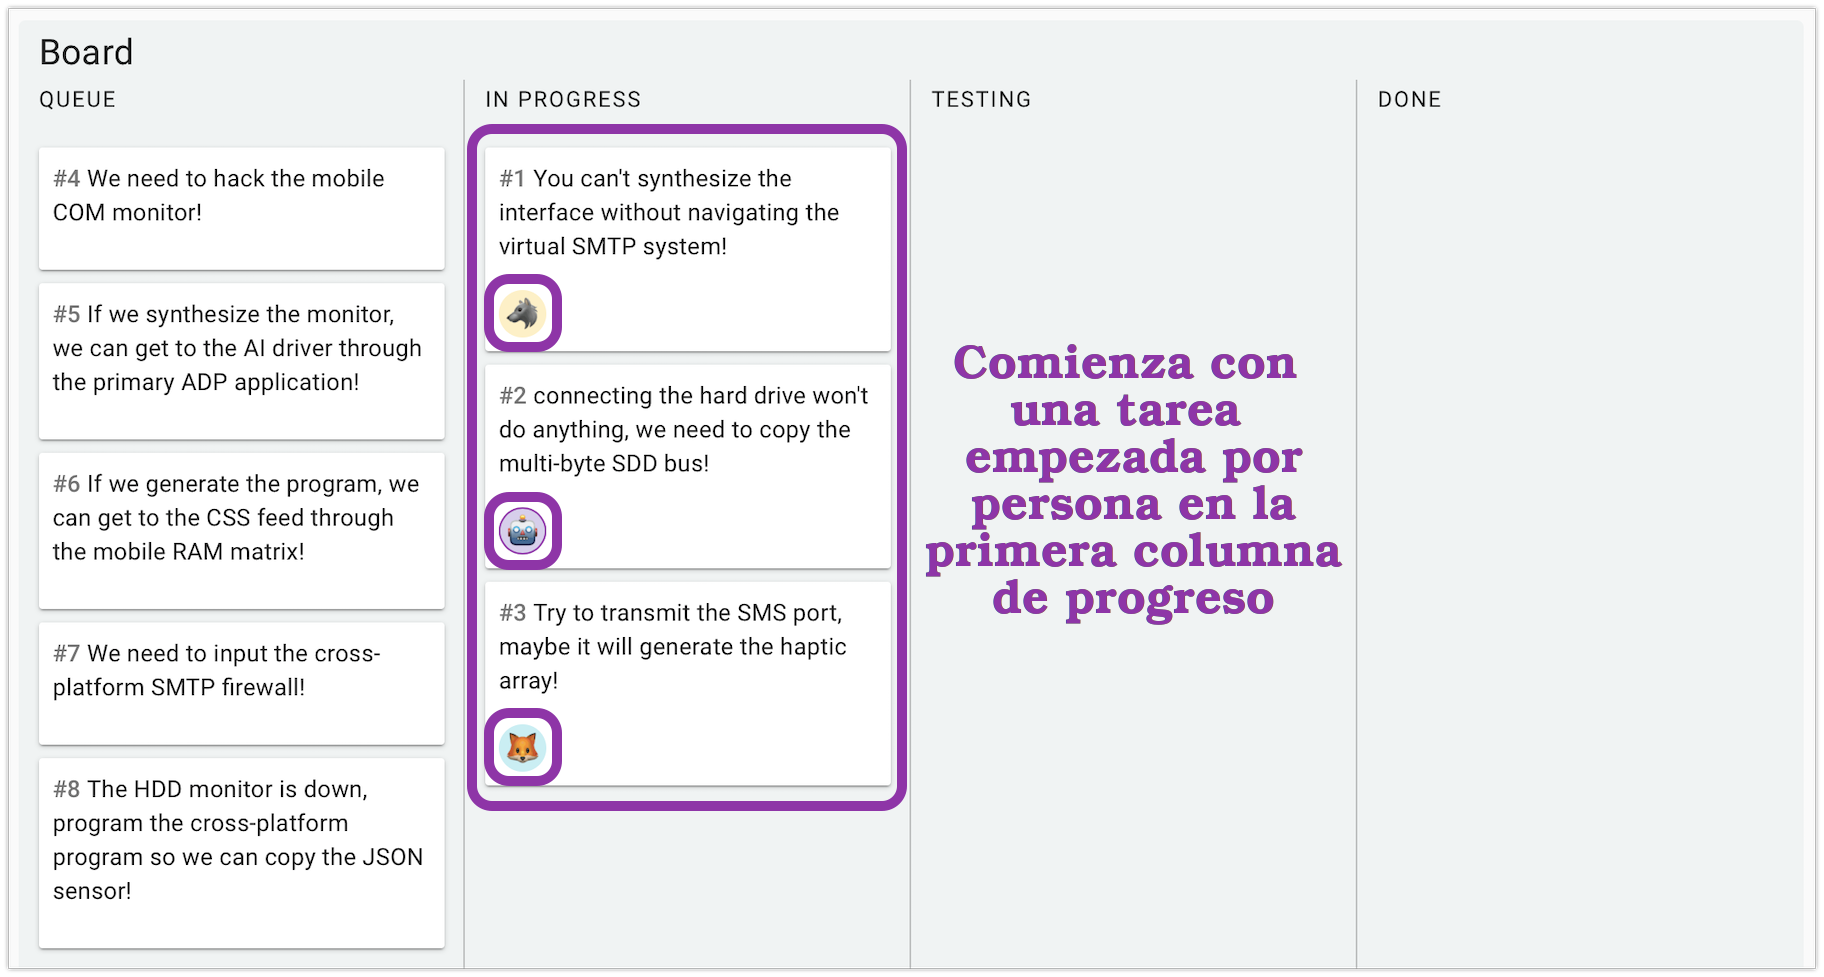 Board
QUEUE
#4 We need to hack the mobile
COM monitor!
#5 If we synthesize the monitor,
we can get to the AI driver through
the primary ADP application!
#6 If we generate the program, we
can get to the CSS feed through
the mobile RAM matrix!
#7 We need to input the cross-
platform SMTP firewall!
#8 The HDD monitor is down,
program the cross-platform
program so we can copy the JSON
sensor!
IN PROGRESS
#1 You can't synthesize the
interface without navigating the
virtual SMTP system!
#2 connecting the hard drive won't
do anything, we need to copy the
multi-byte SDD bus!
#3 Try to transmit the SMS port,
maybe it will generate the haptic
array!
TESTING
Comienza con
una tarea
empezada por
persona en la
primera columna
de progreso
DONE